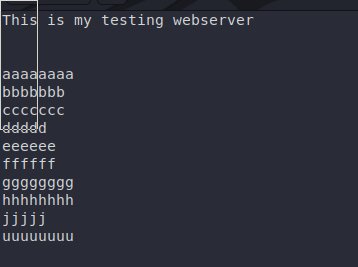 This is my testing webserver
aaaaaaaa
bbbbbbb
ccccccc
ddddd
eeeeee
ffffff
gggggggg
hhhhhhhh
jjjjj
uuuuuuuu